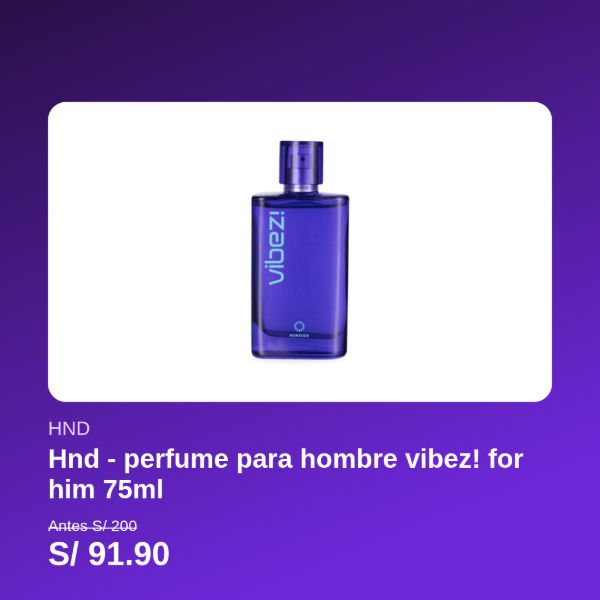 vibez!
HINODE
HND
Hnd - perfume para hombre vibez! for
him 75ml
Antes S/ 200
S/ 91.90